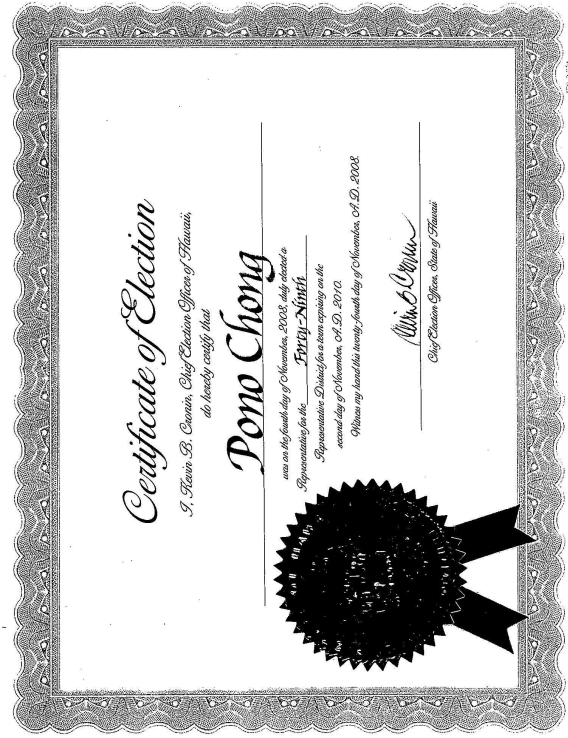 Certificate of Election
I, Kevin B. Cronin, Chief Election Officer of Hawaii,
do hereby certify that
Pono Chong
was on the fourth day of November, 2008, duly elected a
Representative for the Forty-Ninth
Representative District for a term expiring on the
second day of November, A.D. 2010.
Witness my hand this twenty-fourth day of November, A.D. 2008.
Kevin B. Cronin
Chief Election Officer, State of Hawaii